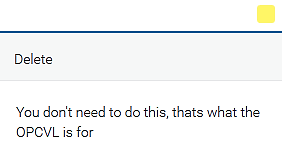 Delete
You don't need to do this, thats what the
OPCVL is for